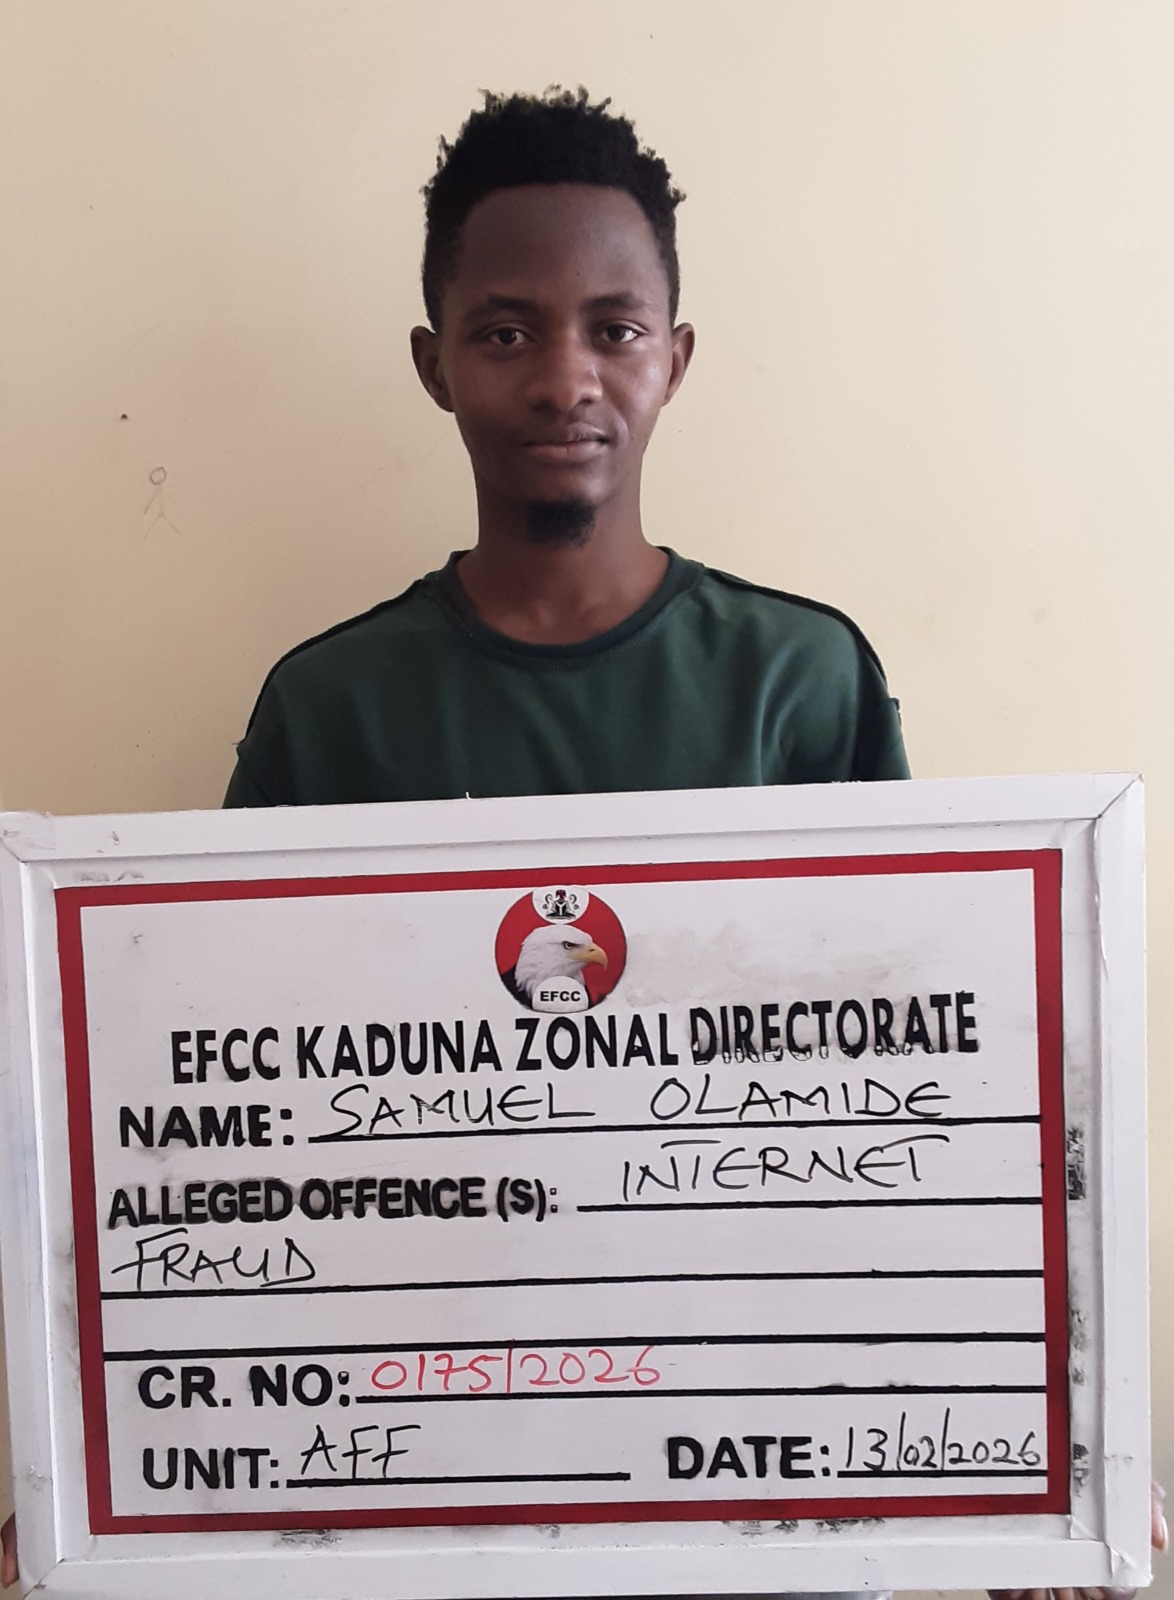 EFCC
EFCC KADUNA ZONAL DIRECTORATE
NAME: SAMUEL OLAMIDE
ALLEGED OFFENCE (S): INTERNET
FRAUD
CR. NO: 0175/2026
UNIT: AFF DATE: 13/02/2026